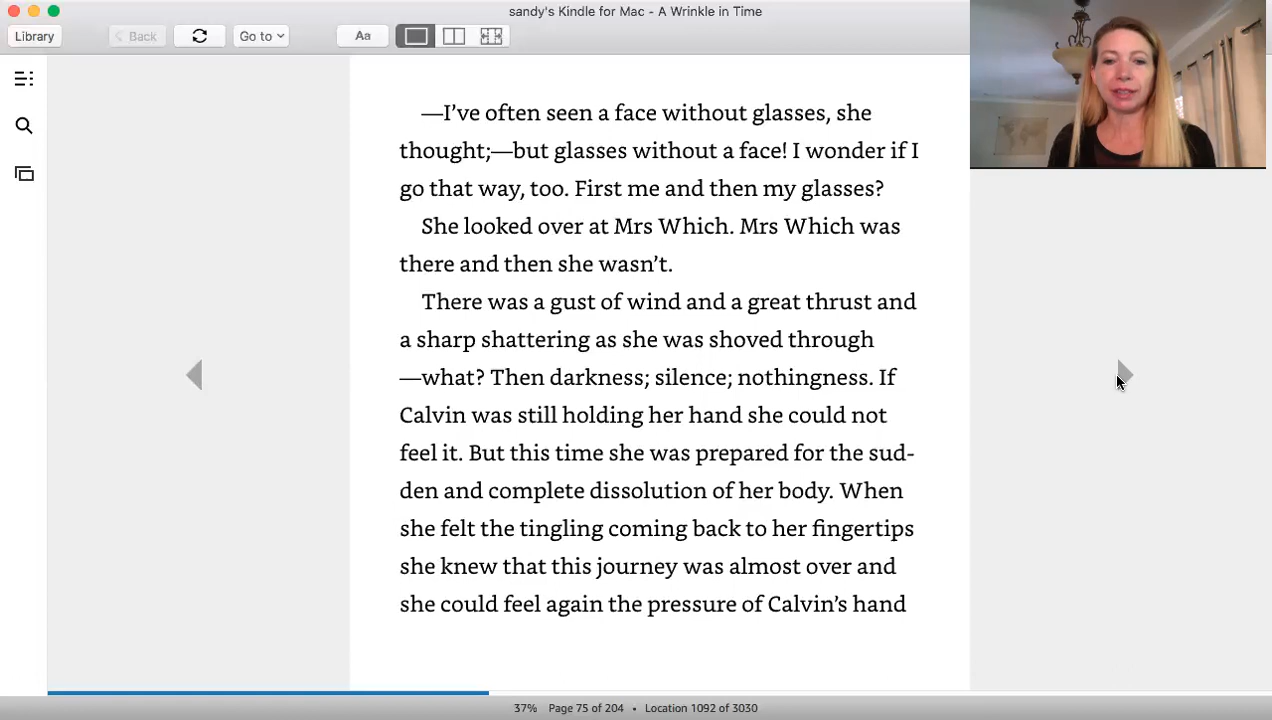 sandy's Kindle for Mac - A Wrinkle in Time
Library
Back
Go to
Aa
—I’ve often seen a face without glasses, she
thought;—but glasses without a face! I wonder if I
go that way, too. First me and then my glasses?
She looked over at Mrs Which. Mrs Which was
there and then she wasn’t.
There was a gust of wind and a great thrust and
a sharp shattering as she was shoved through
—what? Then darkness; silence; nothingness. If
Calvin was still holding her hand she could not
feel it. But this time she was prepared for the sud-
den and complete dissolution of her body. When
she felt the tingling coming back to her fingertips
she knew that this journey was almost over and
she could feel again the pressure of Calvin’s hand
37% Page 75 of 204 • Location 1092 of 3030